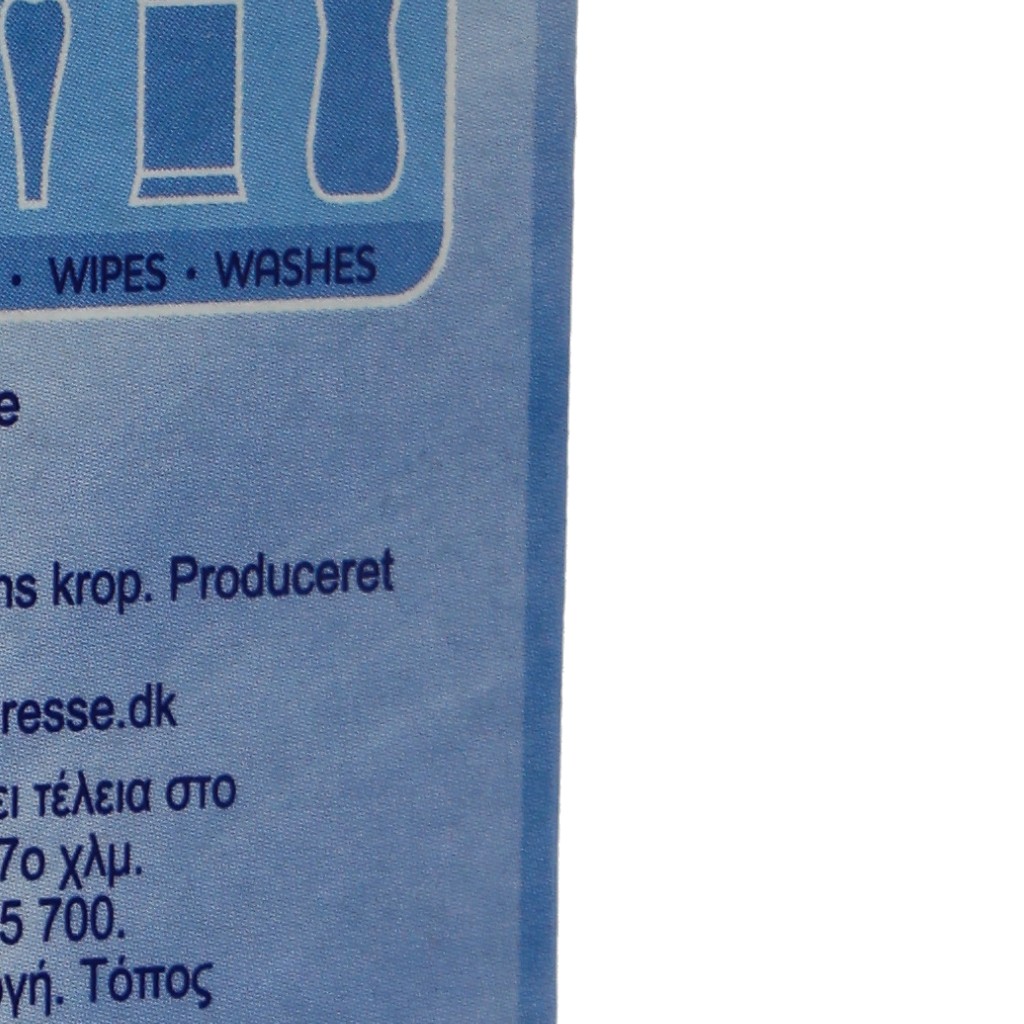 · WIPES · WASHES
e
ns krop. Produceret
resse.dk
ει τέλεια στο
7ο χλμ.
5 700.
γή. Τόπος